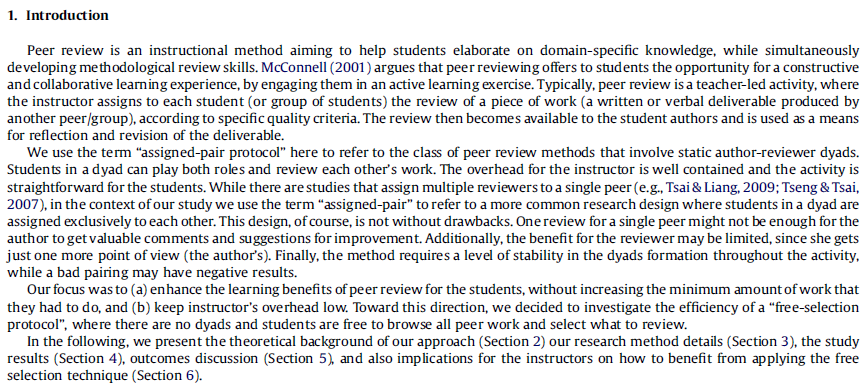 1. Introduction
Peer review is an instructional method aiming to help students elaborate on domain-specific knowledge, while simultaneously
developing methodological review skills. McConnell (2001) argues that peer reviewing offers to students the opportunity for a constructive
and collaborative learning experience, by engaging them in an active learning exercise. Typically, peer review is a teacher-led activity, where
the instructor assigns to each student (or group of students) the review of a piece of work (a written or verbal deliverable produced by
another peer/group), according to specific quality criteria. The review then becomes available to the student authors and is used as a means
for reflection and revision of the deliverable.
We use the term “assigned-pair protocol” here to refer to the class of peer review methods that involve static author-reviewer dyads.
Students in a dyad can play both roles and review each other's work. The overhead for the instructor is well contained and the activity is
straightforward for the students. While there are studies that assign multiple reviewers to a single peer (e.g., Tsai & Liang, 2009; Tseng & Tsai,
2007), in the context of our study we use the term “assigned-pair” to refer to a more common research design where students in a dyad are
assigned exclusively to each other. This design, of course, is not without drawbacks. One review for a single peer might not be enough for the
author to get valuable comments and suggestions for improvement. Additionally, the benefit for the reviewer may be limited, since she gets
just one more point of view (the author's). Finally, the method requires a level of stability in the dyads formation throughout the activity,
while a bad pairing may have negative results.
Our focus was to (a) enhance the learning benefits of peer review for the students, without increasing the minimum amount of work that
they had to do, and (b) keep instructor's overhead low. Toward this direction, we decided to investigate the efficiency of a “free-selection
protocol”, where there are no dyads and students are free to browse all peer work and select what to review.
In the following, we present the theoretical background of our approach (Section 2) our research method details (Section 3), the study
results (Section 4), outcomes discussion (Section 5), and also implications for the instructors on how to benefit from applying the free
selection technique (Section 6).